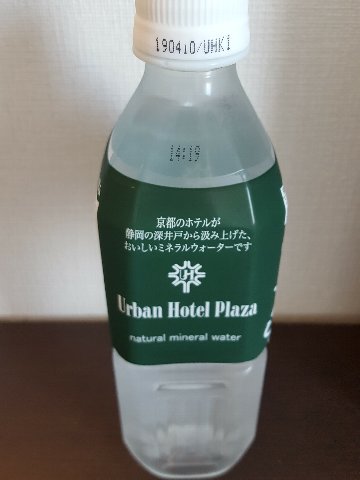 190410/UHK1
14:19
京都のホテルが
静岡の深井戸から汲み上げた、
おいしいミネラルウォーターです
UH
Urban Hotel Plaza
natural mineral water